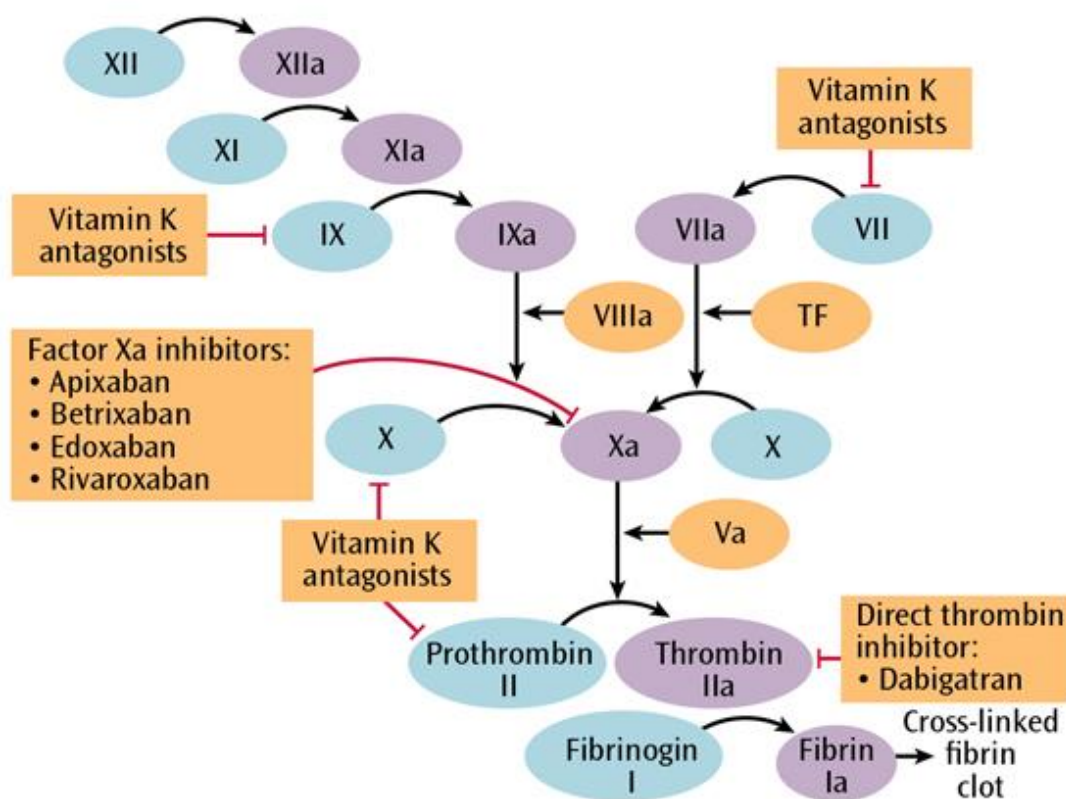 XII
XIIa
XI
XIa
Vitamin K
antagonists
Vitamin K
antagonists
IX
IXa
VIIa
VII
VIIIa
TF
Factor Xa inhibitors:
• Apixaban
• Betrixaban
• Edoxaban
• Rivaroxaban
X
Xa
X
Vitamin K
antagonists
Va
Prothrombin
II
Thrombin
IIa
Direct thrombin
inhibitor:
• Dabigatran
Fibrinogin
I
Fibrin
Ia
Cross-linked
fibrin
clot